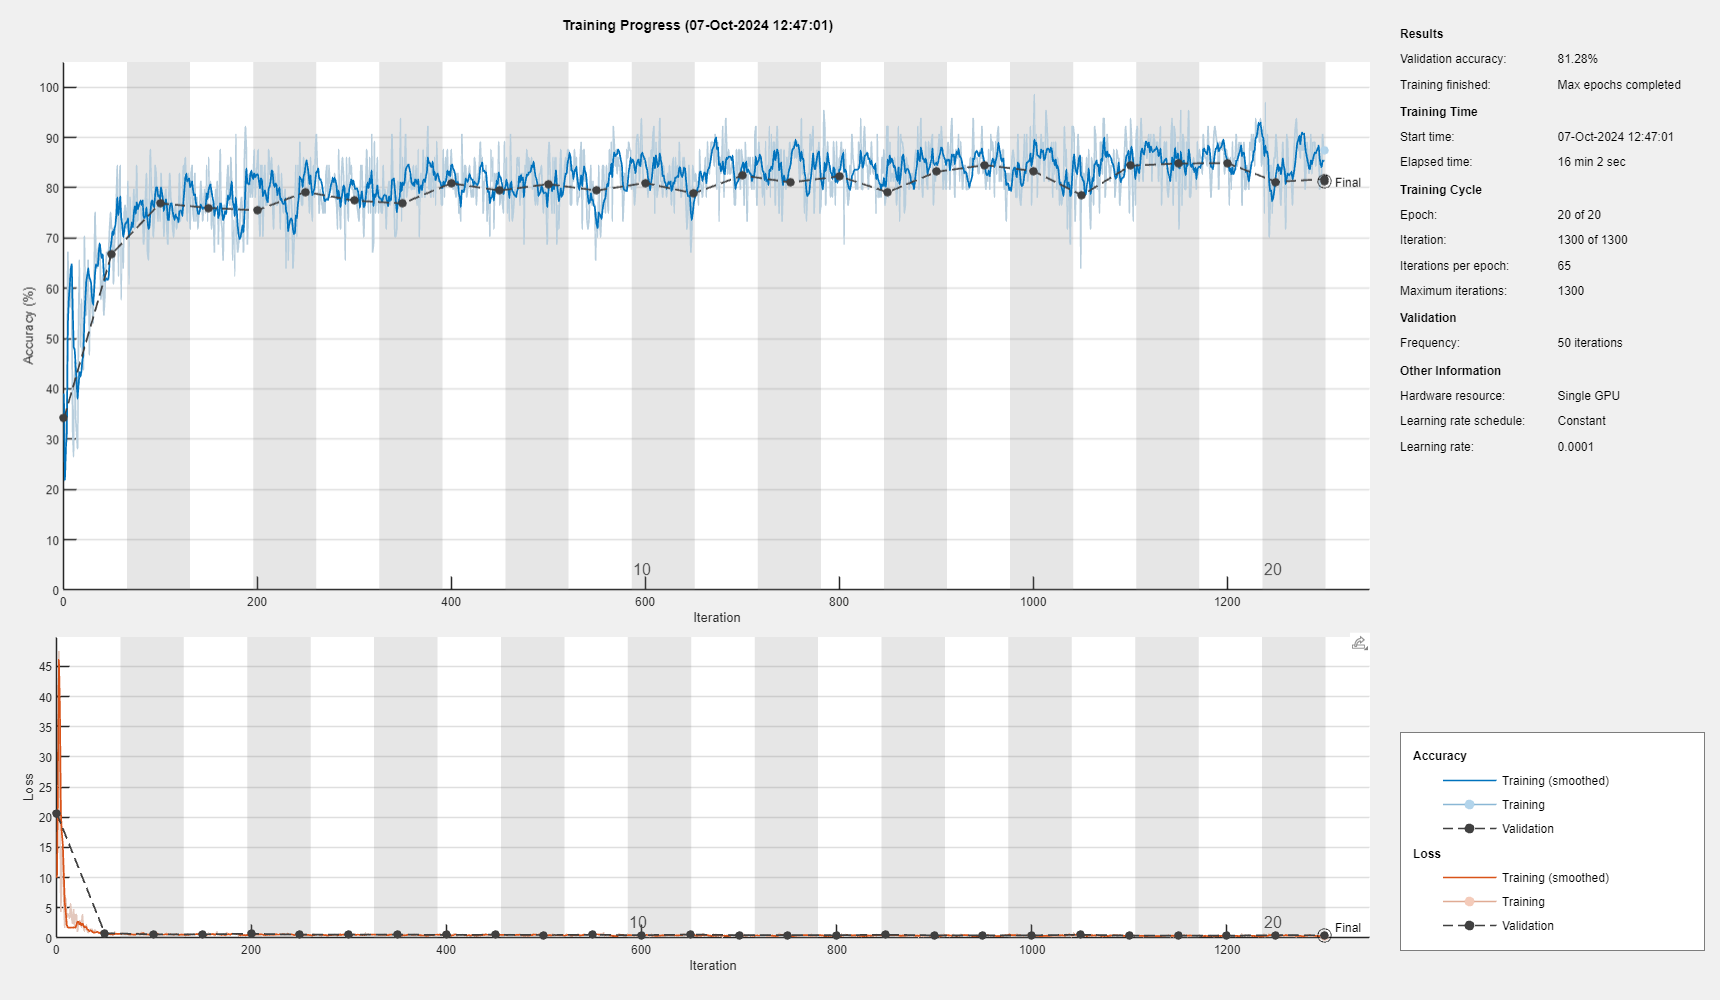 Training Progress (07-Oct-2024 12:47:01)
100
90
80
70
60
50
40
30
20
10
0
Accuracy (%)
Final
10
20
0
200
400
600
800
1000
1200
Iteration
45
40
35
30
25
20
15
10
5
0
Loss
10
20
Final
0
200
400
600
800
1000
1200
Iteration
Results
Validation accuracy: 81.28%
Training finished: Max epochs completed
Training Time
Start time: 07-Oct-2024 12:47:01
Elapsed time: 16 min 2 sec
Training Cycle
Epoch: 20 of 20
Iteration: 1300 of 1300
Iterations per epoch: 65
Maximum iterations: 1300
Validation
Frequency: 50 iterations
Other Information
Hardware resource: Single GPU
Learning rate schedule: Constant
Learning rate: 0.0001
Accuracy
Training (smoothed)
Training
Validation
Loss
Training (smoothed)
Training
Validation